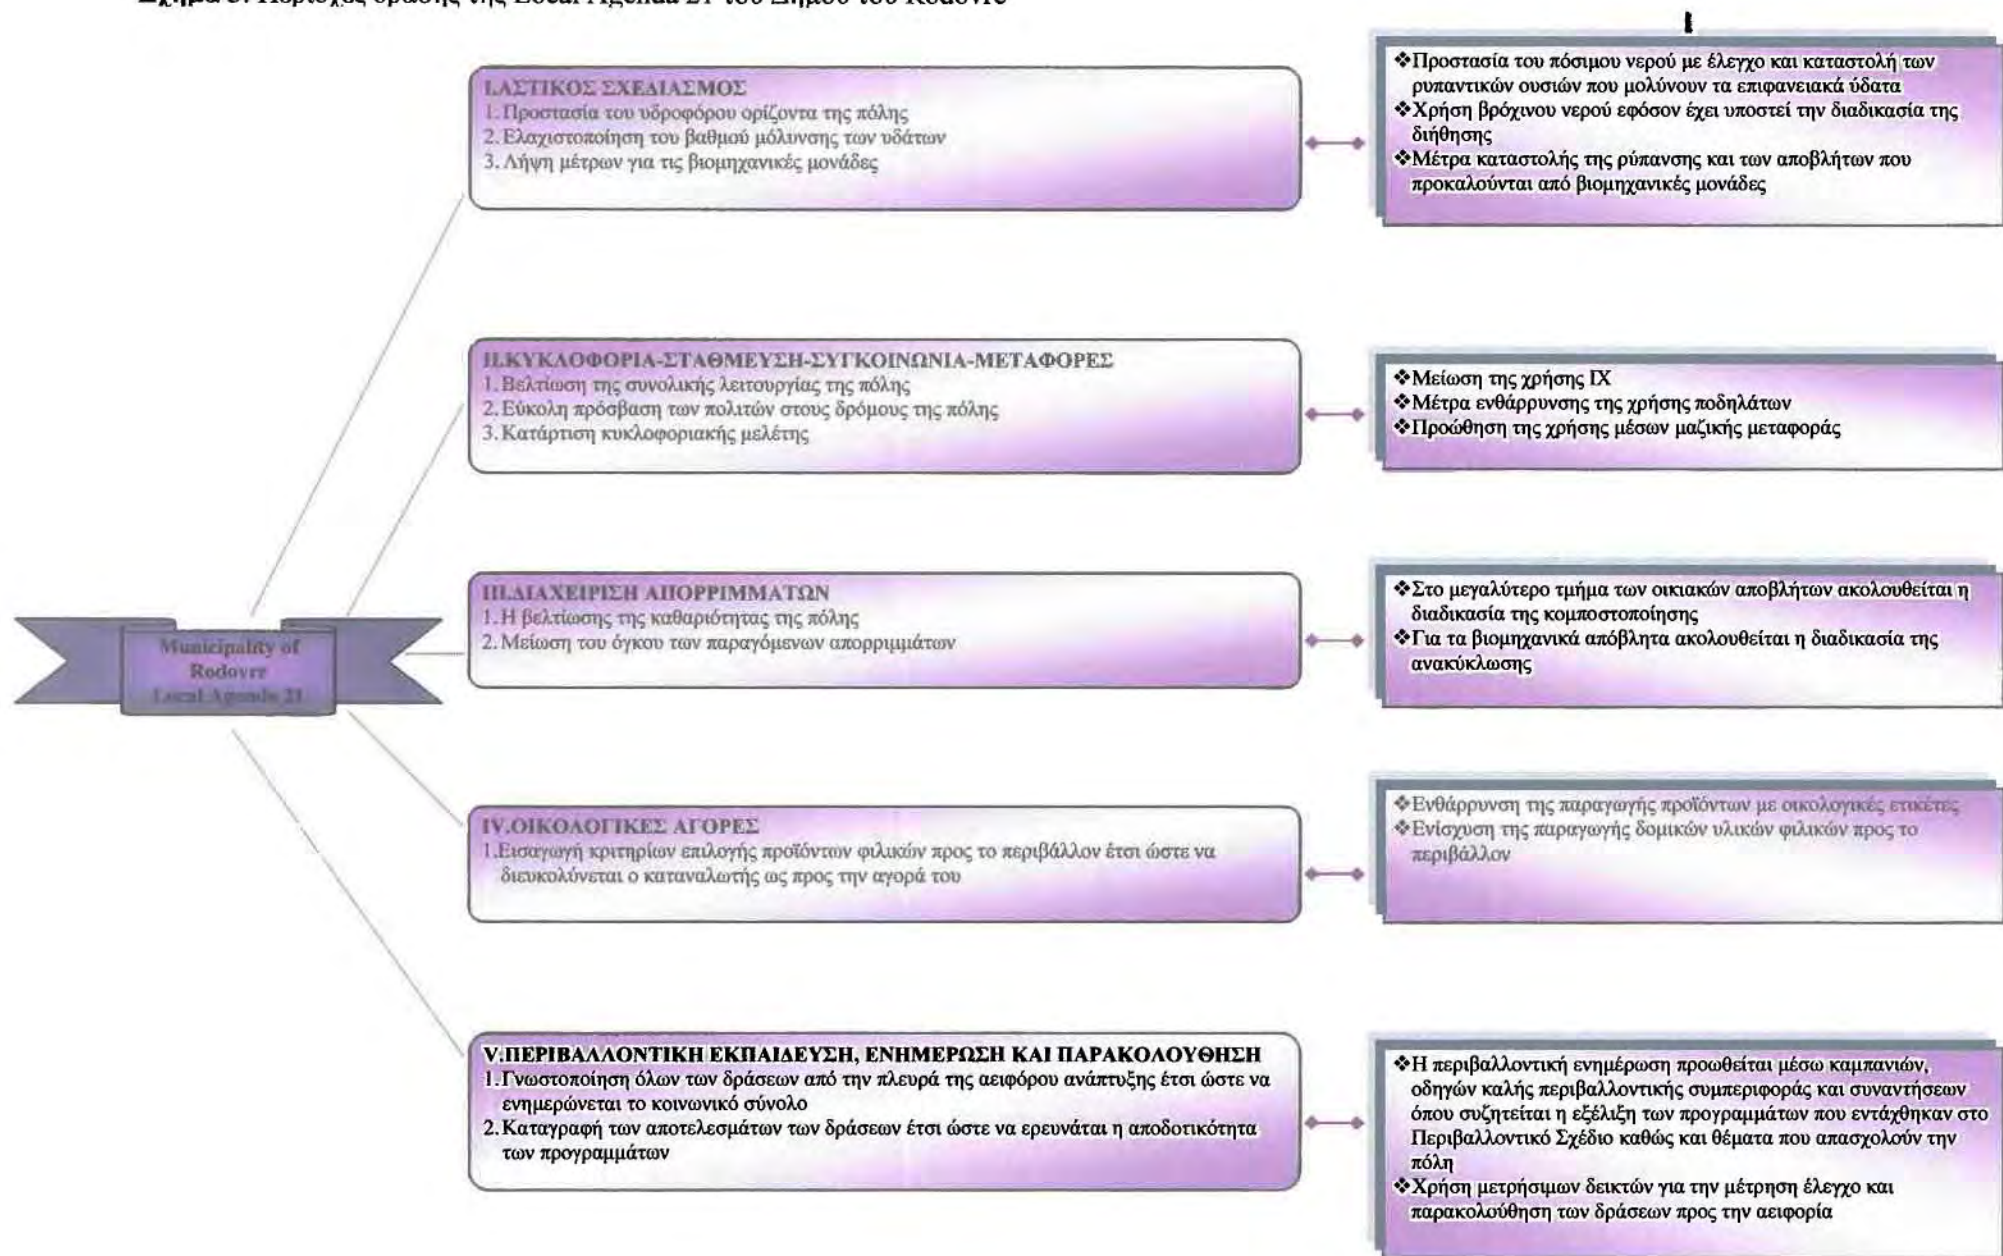 Περιοχές δράσης της Local Agenda 21 του Δήμου του Rodovre
I.ΑΣΤΙΚΟΣ ΣΧΕΔΙΑΣΜΟΣ
1. Προστασία του υδροφόρου ορίζοντα της πόλης
2. Ελαχιστοποίηση του βαθμού μόλυνσης των υδάτων
3. Λήψη μέτρων για τις βιομηχανικές μονάδες
❖Προστασία του πόσιμου νερού με έλεγχο και καταστολή των
ρυπαντικών ουσιών που μολύνουν τα επιφανειακά ύδατα
❖Χρήση βρόχινου νερού εφόσον έχει υποστεί την διαδικασία της
διήθησης
❖Μέτρα καταστολής της ρύπανσης και των αποβλήτων που
προκαλούνται από βιομηχανικές μονάδες
II.ΚΥΚΛΟΦΟΡΙΑ-ΣΤΑΘΜΕΥΣΗ-ΣΥΓΚΟΙΝΩΝΙΑ-ΜΕΤΑΦΟΡΕΣ
1. Βελτίωση της συνολικής λειτουργίας της πόλης
2. Εύκολη πρόσβαση των πολιτών στους δρόμους της πόλης
3. Κατάρτιση κυκλοφοριακής μελέτης
❖Μείωση της χρήσης ΙΧ
❖Μέτρα ενθάρρυνσης της χρήσης ποδηλάτων
❖Προώθηση της χρήσης μέσων μαζικής μεταφοράς
Municipality of
Rodovre
Local Agenda 21
III.ΔΙΑΧΕΙΡΙΣΗ ΑΠΟΡΡΙΜΜΑΤΩΝ
1. Η βελτίωσης της καθαριότητας της πόλης
2. Μείωση του όγκου των παραγόμενων απορριμμάτων
❖Στο μεγαλύτερο τμήμα των οικιακών αποβλήτων ακολουθείται η
διαδικασία της κομποστοποίησης
❖Για τα βιομηχανικά απόβλητα ακολουθείται η διαδικασία της
ανακύκλωσης
IV.ΟΙΚΟΛΟΓΙΚΕΣ ΑΓΟΡΕΣ
1.Εισαγωγή κριτηρίων επιλογής προϊόντων φιλικών προς το περιβάλλον έτσι ώστε να
διευκολύνεται ο καταναλωτής ως προς την αγορά του
❖Ενθάρρυνση της παραγωγής προϊόντων με οικολογικές ετικέτες
❖Ενίσχυση της παραγωγής δομικών υλικών φιλικών προς το
περιβάλλον
V.ΠΕΡΙΒΑΛΛΟΝΤΙΚΗ ΕΚΠΑΙΔΕΥΣΗ, ΕΝΗΜΕΡΩΣΗ ΚΑΙ ΠΑΡΑΚΟΛΟΥΘΗΣΗ
1. Γνωστοποίηση όλων των δράσεων από την πλευρά της αειφόρου ανάπτυξης έτσι ώστε να
ενημερώνεται το κοινωνικό σύνολο
2. Καταγραφή των αποτελεσμάτων των δράσεων έτσι ώστε να ερευνάται η αποδοτικότητα
των προγραμμάτων
❖Η περιβαλλοντική ενημέρωση προωθείται μέσω καμπανιών,
οδηγών καλής περιβαλλοντικής συμπεριφοράς και συναντήσεων
όπου συζητείται η εξέλιξη των προγραμμάτων που εντάχθηκαν στο
Περιβαλλοντικό Σχέδιο καθώς και θέματα που απασχολούν την
πόλη
❖Χρήση μετρήσιμων δεικτών για την μέτρηση έλεγχο και
παρακολούθηση των δράσεων προς την αειφορία